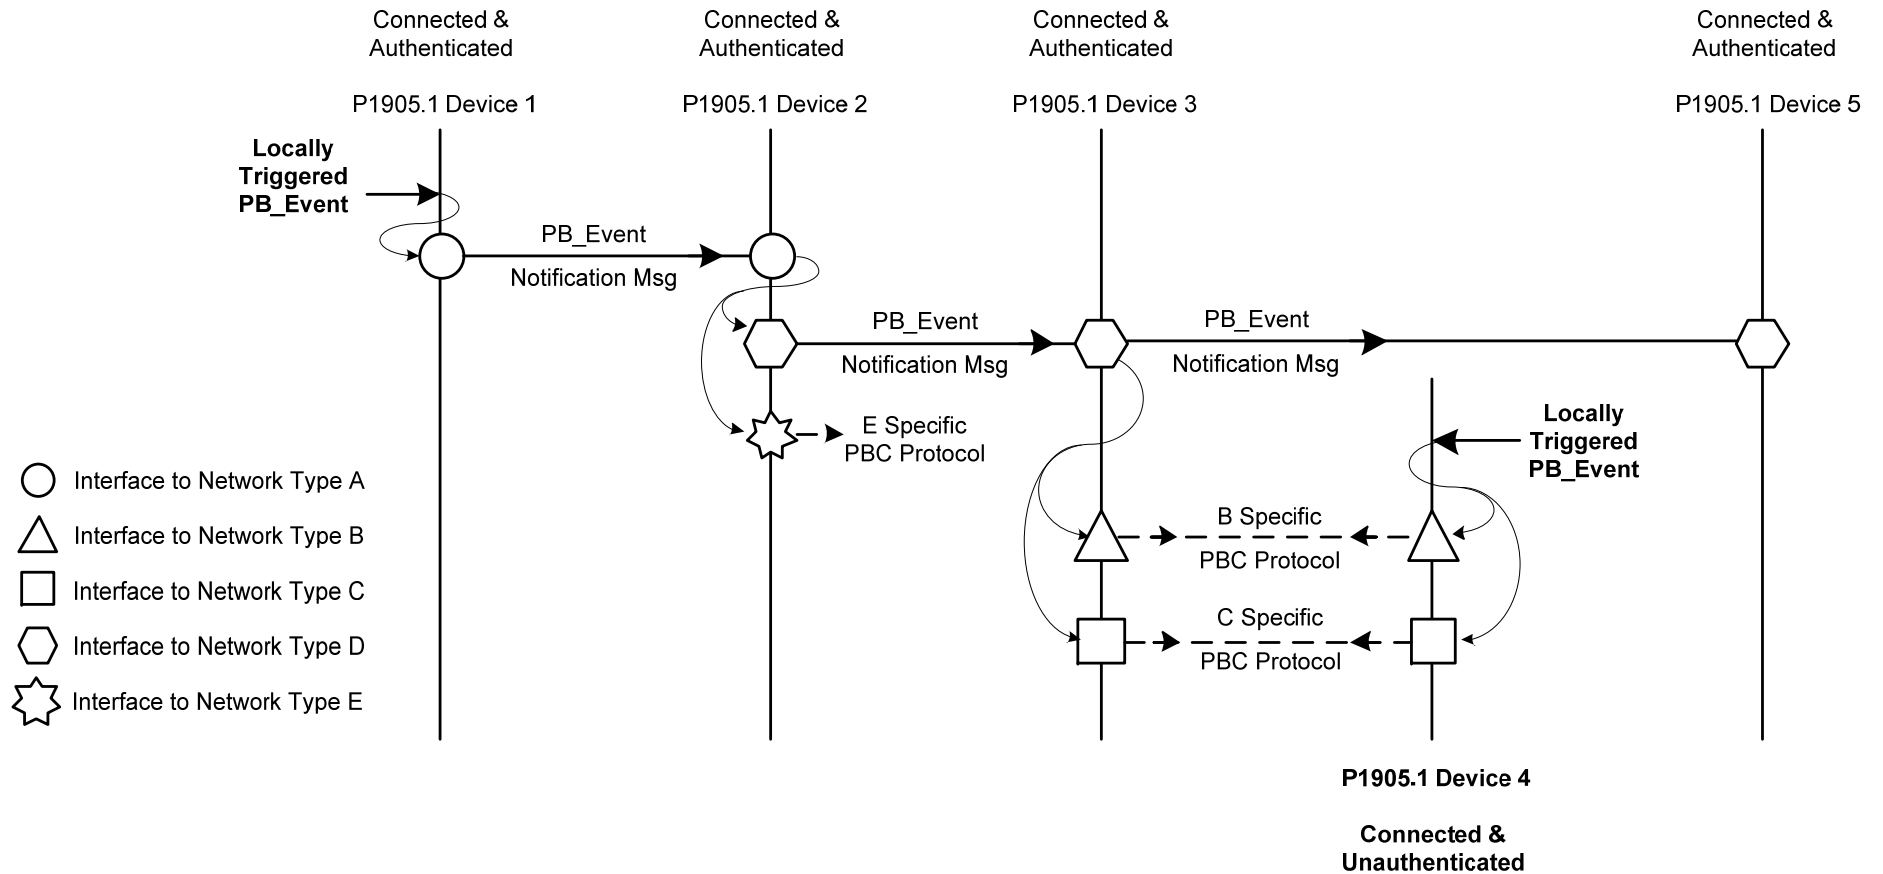 Connected &
Authenticated
Connected &
Authenticated
Connected &
Authenticated
Connected &
Authenticated
P1905.1 Device 1
P1905.1 Device 2
P1905.1 Device 3
P1905.1 Device 5
Locally
Triggered
PB_Event
PB_Event
Notification Msg
PB_Event
Notification Msg
PB_Event
Notification Msg
E Specific
PBC Protocol
Locally
Triggered
PB_Event
B Specific
PBC Protocol
C Specific
PBC Protocol
Interface to Network Type A
Interface to Network Type B
Interface to Network Type C
Interface to Network Type D
Interface to Network Type E
P1905.1 Device 4
Connected &
Unauthenticated